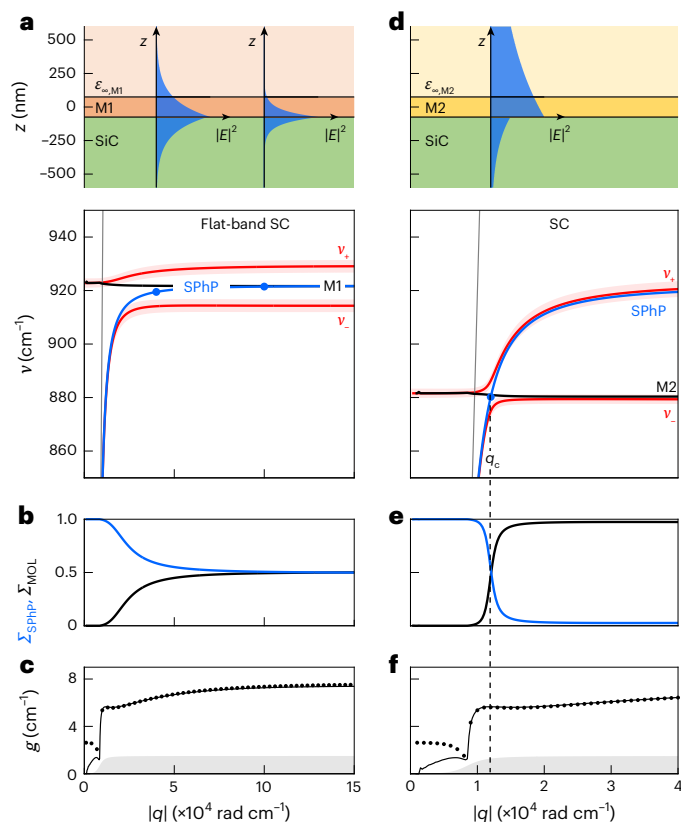 a
600
250
0
−250
−500
z (nm)
z
z
ε∞,M1
M1
SiC
|E|²
|E|²
d
z
ε∞,M2
M2
SiC
|E|²
Flat-band SC
940
920
900
880
860
ν (cm⁻¹)
ν₊
SPhP
M1
ν₋
SC
ν₊
SPhP
M2
ν₋
qc
b
1.0
0.5
0
Σ_SPhP, Σ_MOL
e
c
8
4
0
g (cm⁻¹)
0
5
10
15
|q| (×10⁴ rad cm⁻¹)
f
0
1
2
3
4
|q| (×10⁴ rad cm⁻¹)